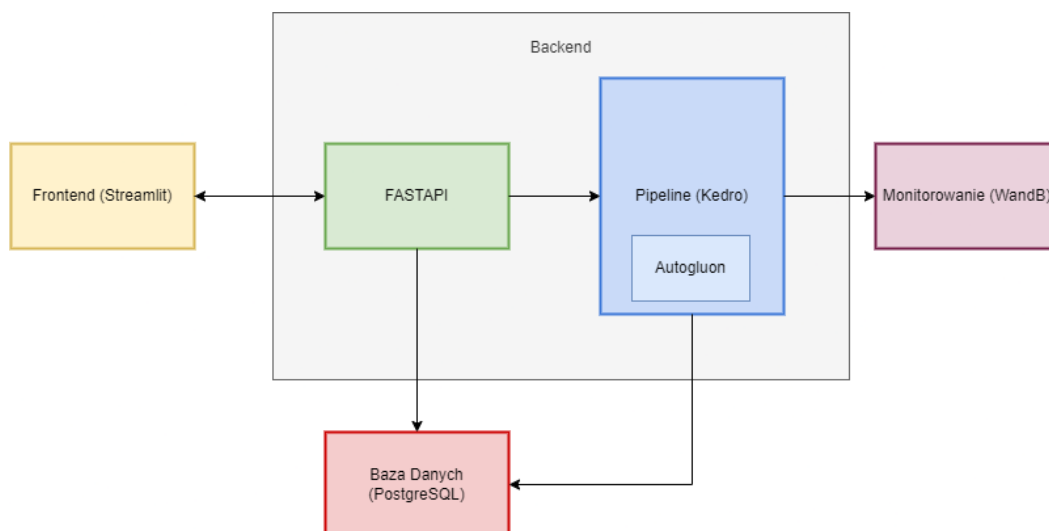 Backend
Frontend (Streamlit)
FASTAPI
Pipeline (Kedro)
Monitorowanie (WandB)
Autogluon
Baza Danych
(PostgreSQL)